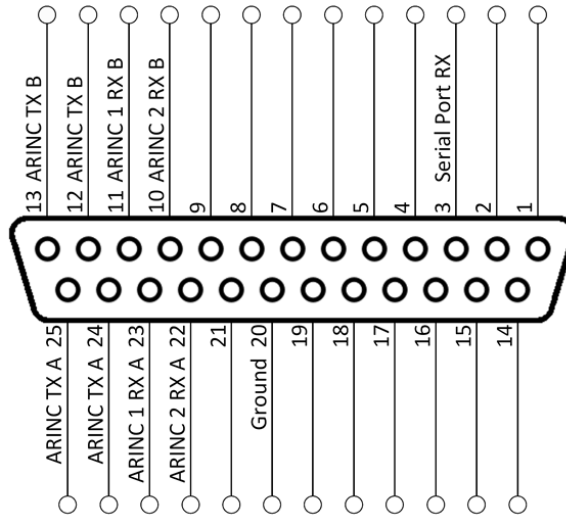 13 ARINC TX B
12 ARINC TX B
11 ARINC 1 RX B
10 ARINC 2 RX B
9
8
7
6
5
4
3 Serial Port RX
2
1
ARINC TX A 25
ARINC TX A 24
ARINC 1 RX A 23
ARINC 2 RX A 22
21
Ground 20
19
18
17
16
15
14